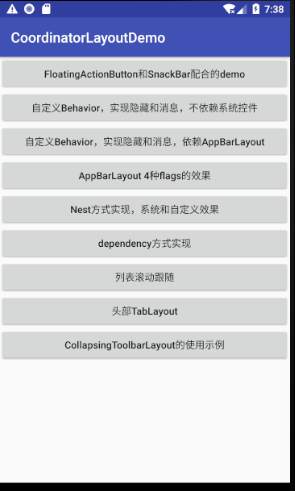 7:38
CoordinatorLayoutDemo
FloatingActionButton和SnackBar配合的demo
自定义Behavior，实现隐藏和消息，不依赖系统控件
自定义Behavior，实现隐藏和消息，依赖AppBarLayout
AppBarLayout 4种flags的效果
Nest方式实现，系统和自定义效果
dependency方式实现
列表滚动跟随
头部TabLayout
CollapsingToolbarLayout的使用示例